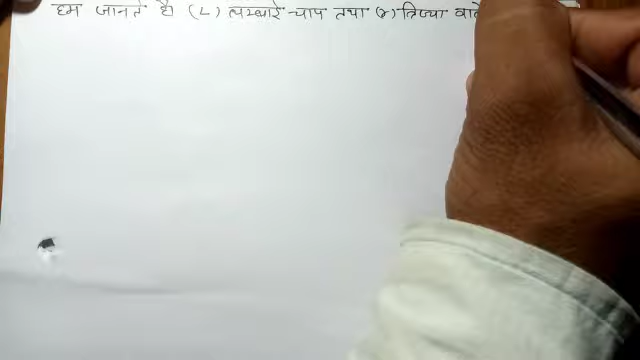 हम जानते है (L) लम्बाई चाप तथा (r) त्रिज्या वाले